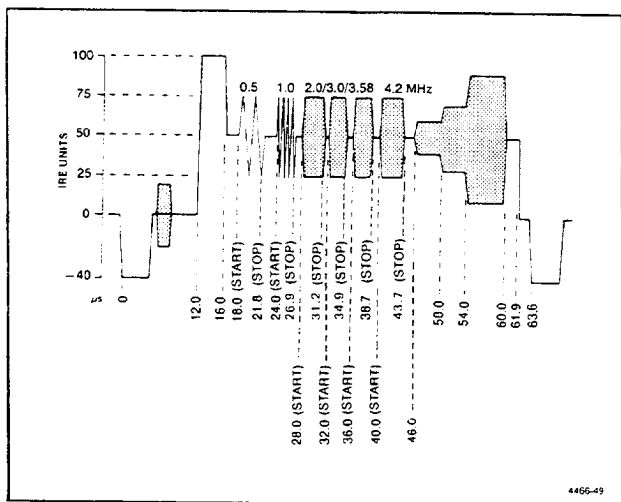 100
75
50
25
0
−40
IRE UNITS
0.5
1.0
2.0/3.0/3.58
4.2 MHz
μs
0
12.0
16.0
18.0 (START)
21.8 (STOP)
24.0 (START)
26.9 (STOP)
28.0 (START)
31.2 (STOP)
32.0 (START)
34.9 (STOP)
36.0 (START)
38.7 (STOP)
40.0 (START)
43.7 (STOP)
46.0
50.0
54.0
60.0
61.9
63.6
4466-49